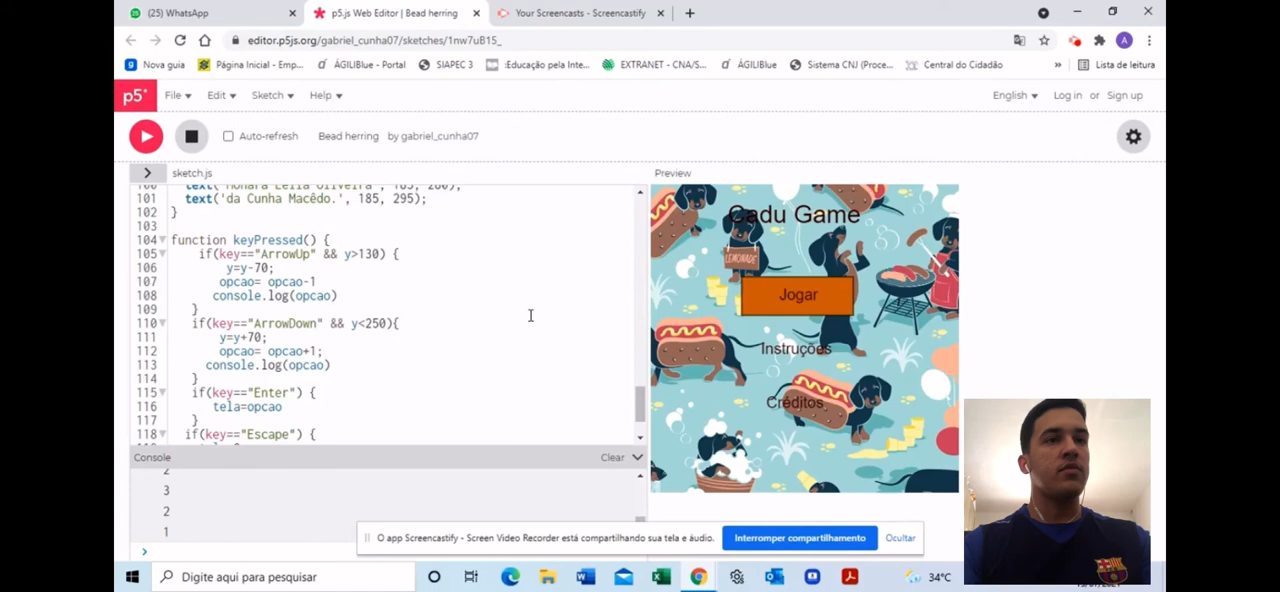 (25) WhatsApp
p5.js Web Editor | Bead herring
Your Screencasts - Screencastify
editor.p5js.org/gabriel_cunha07/sketches/1nw7uB15_
A
Nova guia
Página Inicial - Emp...
ÁGILIBlue - Portal
SIAPEC 3
:Educação pela Inte...
EXTRANET - CNA/S...
ÁGILIBlue
Sistema CNJ (Proce...
Central do Cidadão
»
Lista de leitura
p5*
File
Edit
Sketch
Help
English
Log in or Sign up
Auto-refresh
Bead herring by gabriel_cunha07
sketch.js
Preview
101 text('da Cunha Macêdo.', 185, 295);
102 }
103
104 function keyPressed() {
105 if(key=="ArrowUp" && y>130) {
106 y=y-70;
107 opcao= opcao-1
108 console.log(opcao)
109 }
110 if(key=="ArrowDown" && y<250){
111 y=y+70;
112 opcao= opcao+1;
113 console.log(opcao)
114 }
115 if(key=="Enter") {
116 tela=opcao
117 }
118 if(key=="Escape") {
Console
Clear
2
3
2
1
Cadu Game
LEMONADE
Jogar
Instruções
Créditos
O app Screencastify - Screen Video Recorder está compartilhando sua tela e áudio.
Interromper compartilhamento
Ocultar
Digite aqui para pesquisar
34°C